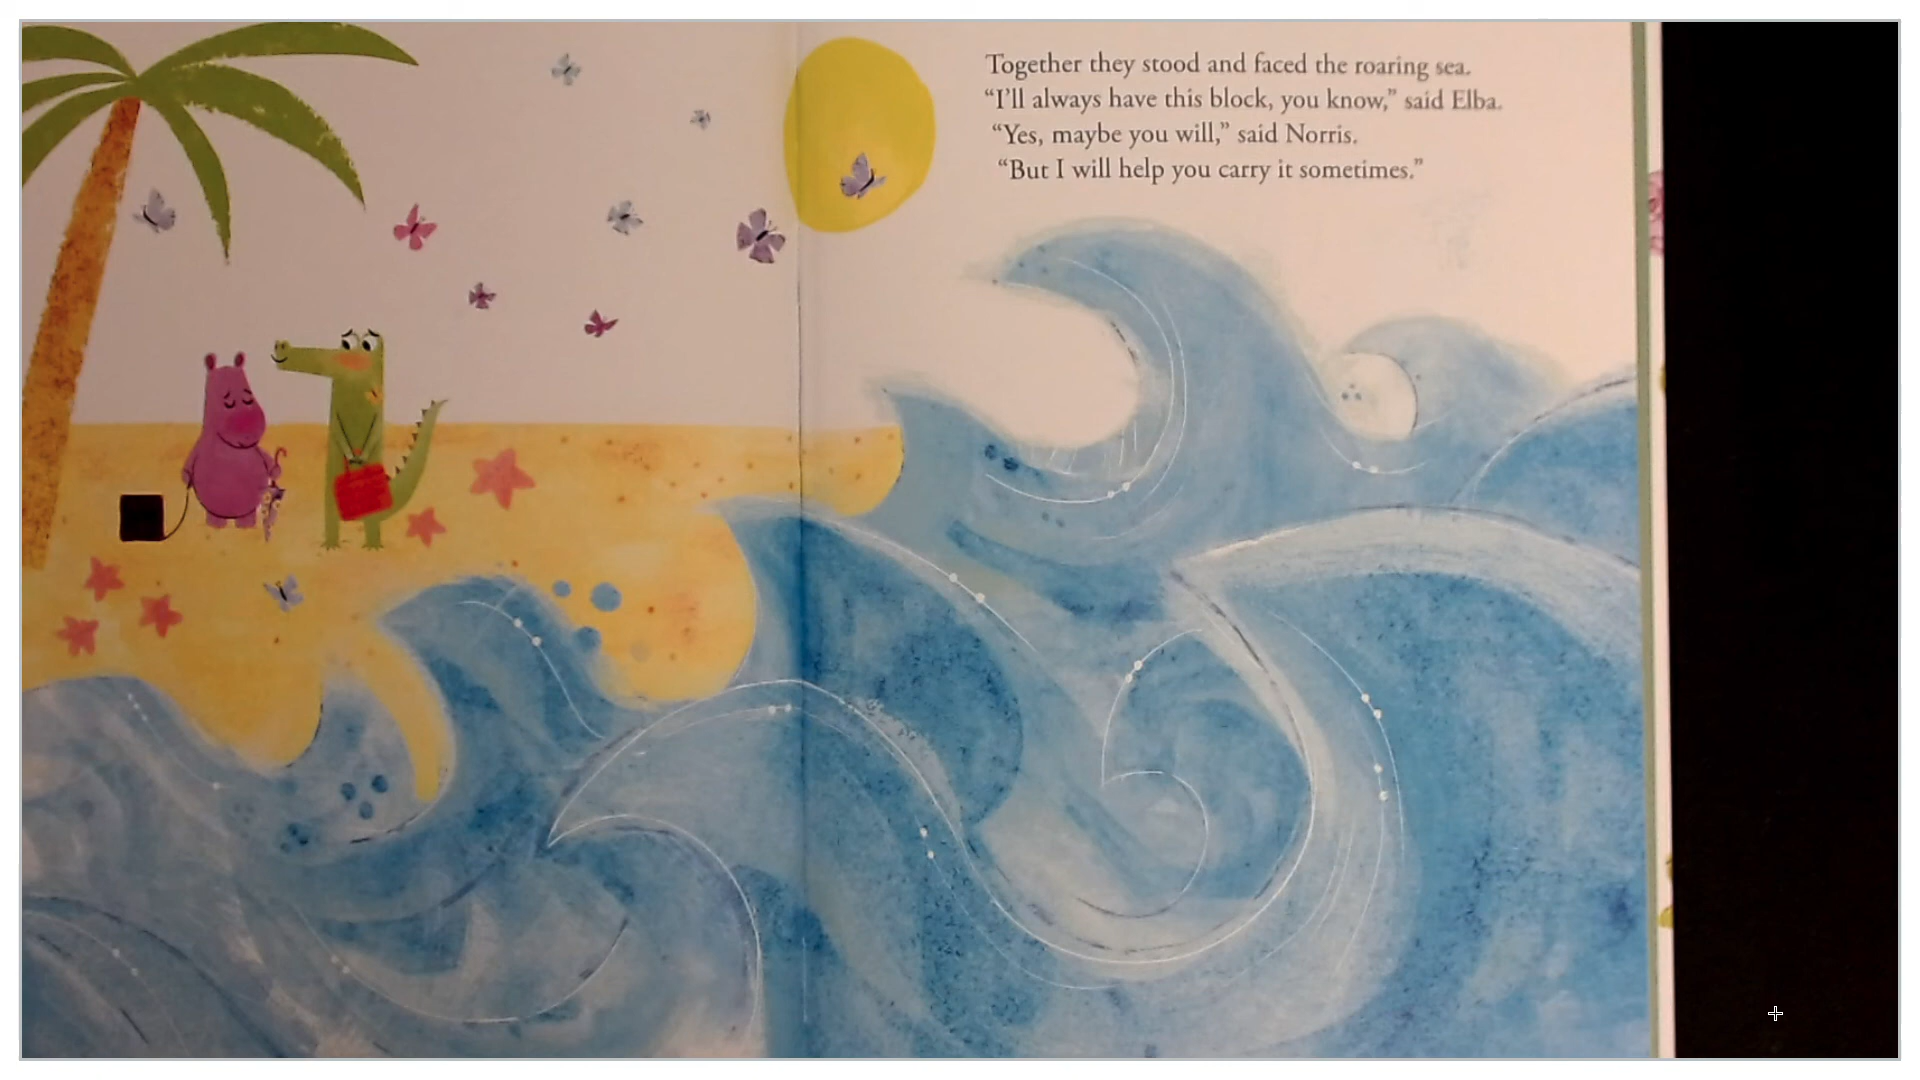 Together they stood and faced the roaring sea.
“I’ll always have this block, you know,” said Elba.
“Yes, maybe you will,” said Norris.
“But I will help you carry it sometimes.”